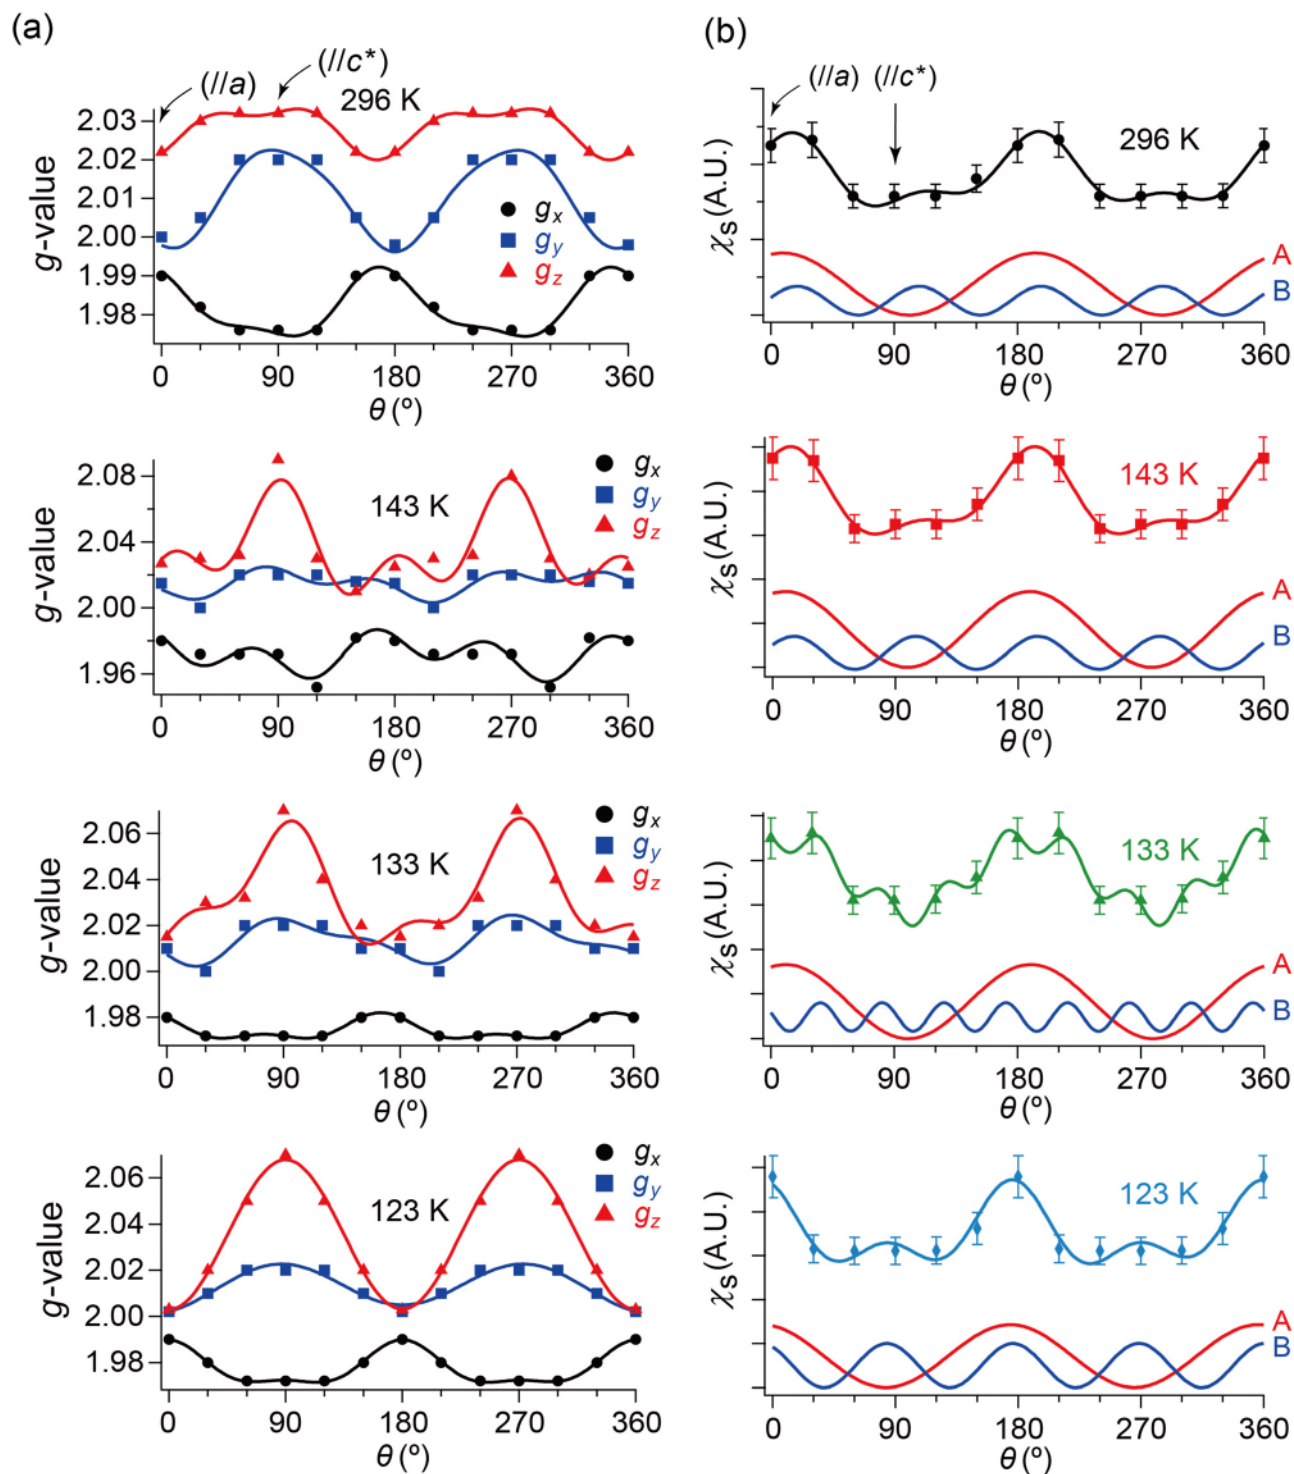 (a)
(//a)
(//c*)
296 K
g-value
2.03
2.02
2.01
2.00
1.99
1.98
gx
gy
gz
0 90 180 270 360
θ (º)
143 K
g-value
2.08
2.04
2.00
1.96
gx
gy
gz
0 90 180 270 360
θ (º)
133 K
g-value
2.06
2.04
2.02
2.00
1.98
gx
gy
gz
0 90 180 270 360
θ (º)
123 K
g-value
2.06
2.04
2.02
2.00
1.98
gx
gy
gz
0 90 180 270 360
θ (º)
(b)
(//a) (//c*)
296 K
χs (A.U.)
A
B
0 90 180 270 360
θ (º)
143 K
χs (A.U.)
A
B
0 90 180 270 360
θ (º)
133 K
χs (A.U.)
A
B
0 90 180 270 360
θ (º)
123 K
χs (A.U.)
A
B
0 90 180 270 360
θ (º)